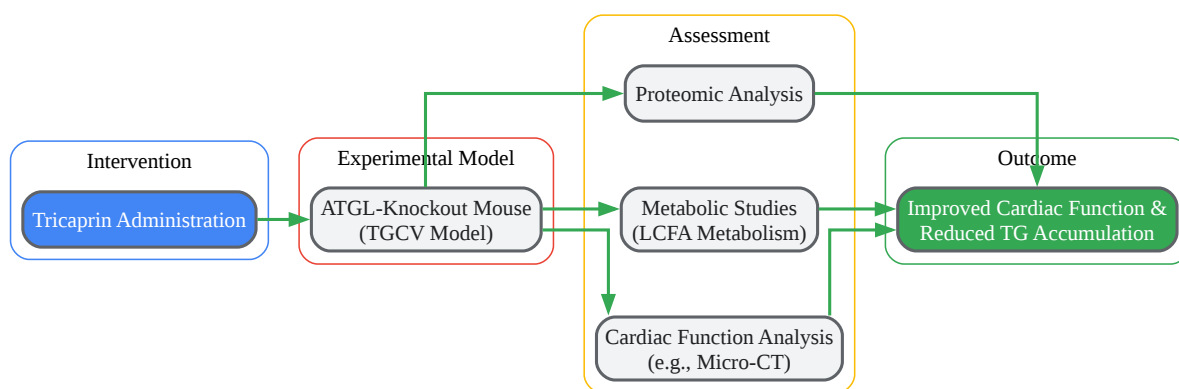 Assessment
Proteomic Analysis
Intervention
Tricaprin Administration
Experimental Model
ATGL-Knockout Mouse
(TGCV Model)
Metabolic Studies
(LCFA Metabolism)
Cardiac Function Analysis
(e.g., Micro-CT)
Outcome
Improved Cardiac Function &
Reduced TG Accumulation